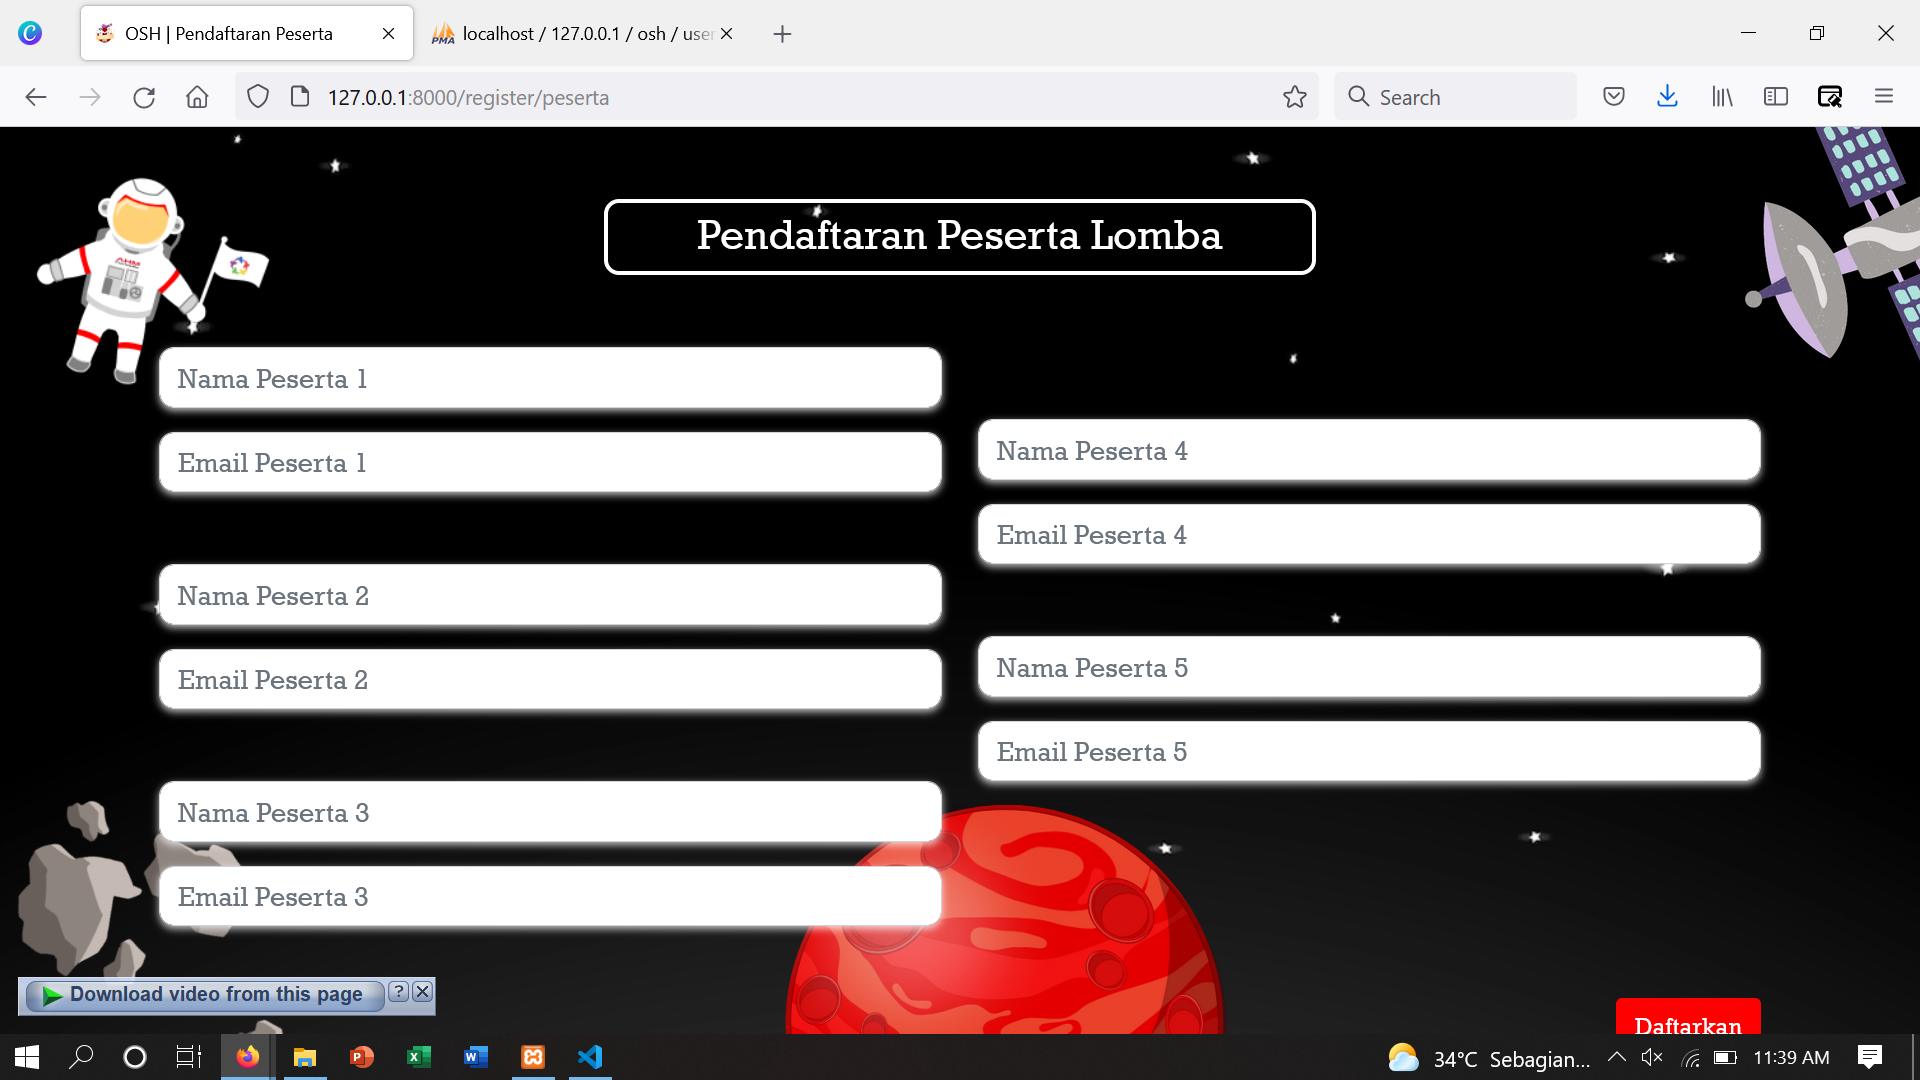 OSH | Pendaftaran Peserta
localhost / 127.0.0.1 / osh / user
127.0.0.1:8000/register/peserta
Search
Pendaftaran Peserta Lomba
AHM
Nama Peserta 1
Email Peserta 1
Nama Peserta 2
Email Peserta 2
Nama Peserta 3
Email Peserta 3
Nama Peserta 4
Email Peserta 4
Nama Peserta 5
Email Peserta 5
Download video from this page
?
Daftarkan
34°C Sebagian...
11:39 AM